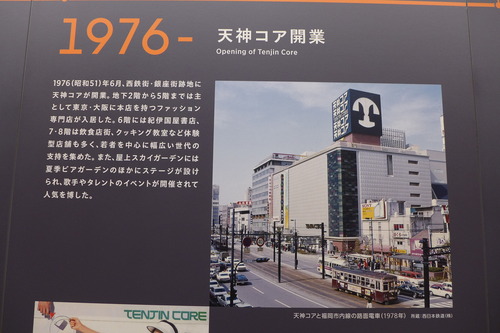 1976-
天神コア開業
Opening of Tenjin Core
1976(昭和51)年6月、西鉄街・銀座街跡地に
天神コアが開業。地下2階から5階までは主
として東京・大阪に本店を持つファッション
専門店が入居した。6階には紀伊国屋書店、
7・8階は飲食店街、クッキング教室など体験
型店舗も多く、若者を中心に幅広い世代の
支持を集めた。また、屋上スカイガーデンには
夏季ビアガーデンのほかにステージが設け
られ、歌手やタレントのイベントが開催されて
人気を博した。
天神コアと福岡市内線の路面電車(1978年) 所蔵:西日本鉄道(株)
TENJIN CORE